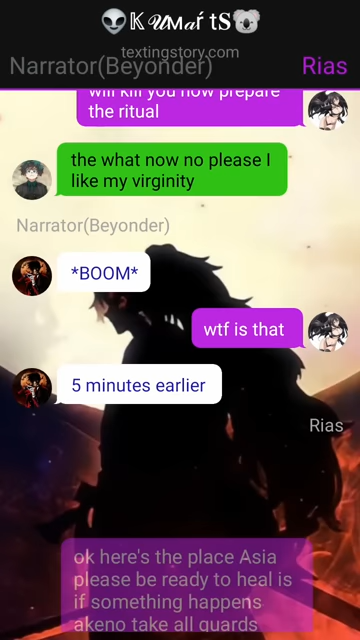 👽𝕂𝓤ᴍᴀŕ𝗍S🐨
textingstory.com
Narrator(Beyonder)
Rias
will kill you now prepare
the ritual
the what now no please I
like my virginity
Narrator(Beyonder)
*BOOM*
wtf is that
5 minutes earlier
Rias
ok here's the place Asia
please be ready to heal is
if something happens
akeno take all guards